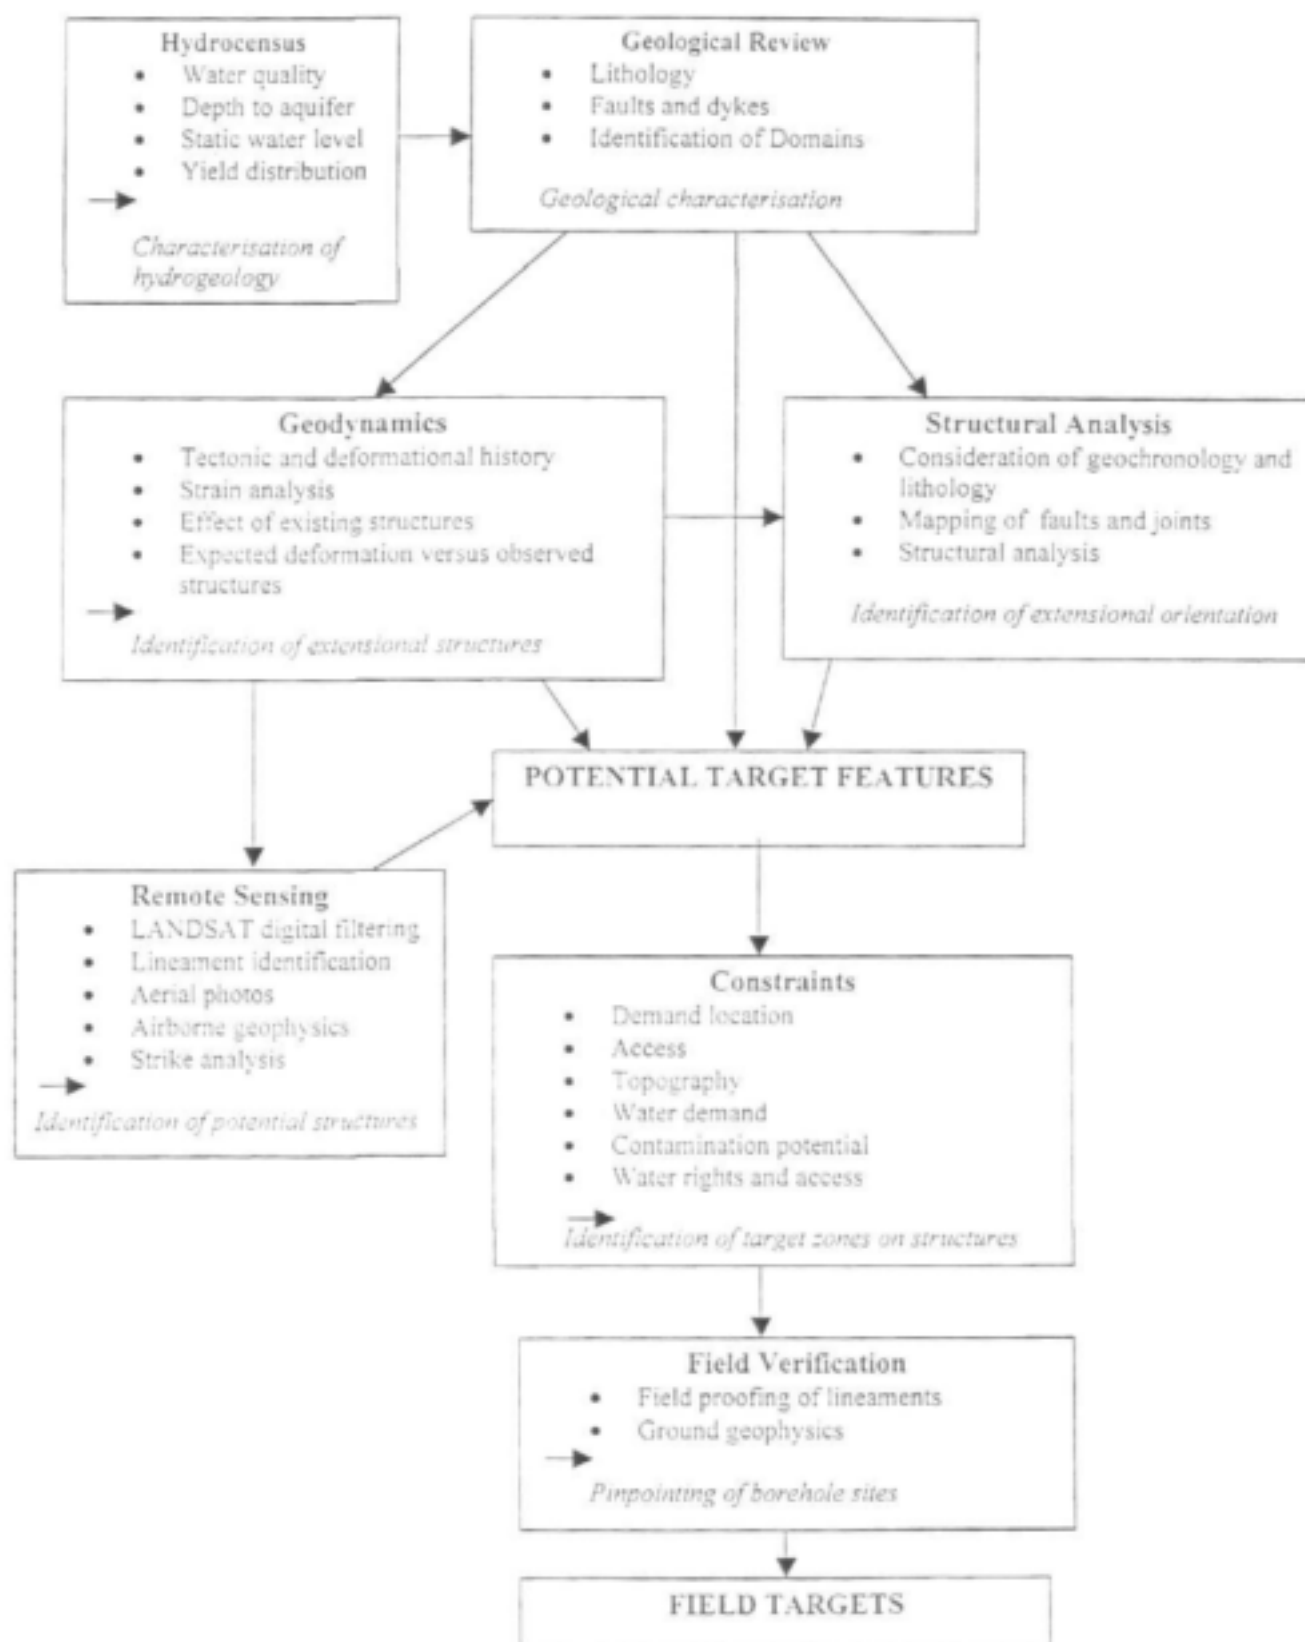 Hydrocensus
• Water quality
• Depth to aquifer
• Static water level
• Yield distribution
Characterisation of
hydrogeology
Geological Review
• Lithology
• Faults and dykes
• Identification of Domains
Geological characterisation
Geodynamics
• Tectonic and deformational history
• Strain analysis
• Effect of existing structures
• Expected deformation versus observed
structures
Identification of extensional structures
Structural Analysis
• Consideration of geochronology and
lithology
• Mapping of faults and joints
• Structural analysis
Identification of extensional orientation
POTENTIAL TARGET FEATURES
Remote Sensing
• LANDSAT digital filtering
• Lineament identification
• Aerial photos
• Airborne geophysics
• Strike analysis
Identification of potential structures
Constraints
• Demand location
• Access
• Topography
• Water demand
• Contamination potential
• Water rights and access
Identification of target zones on structures
Field Verification
• Field proofing of lineaments
• Ground geophysics
Pinpointing of borehole sites
FIELD TARGETS